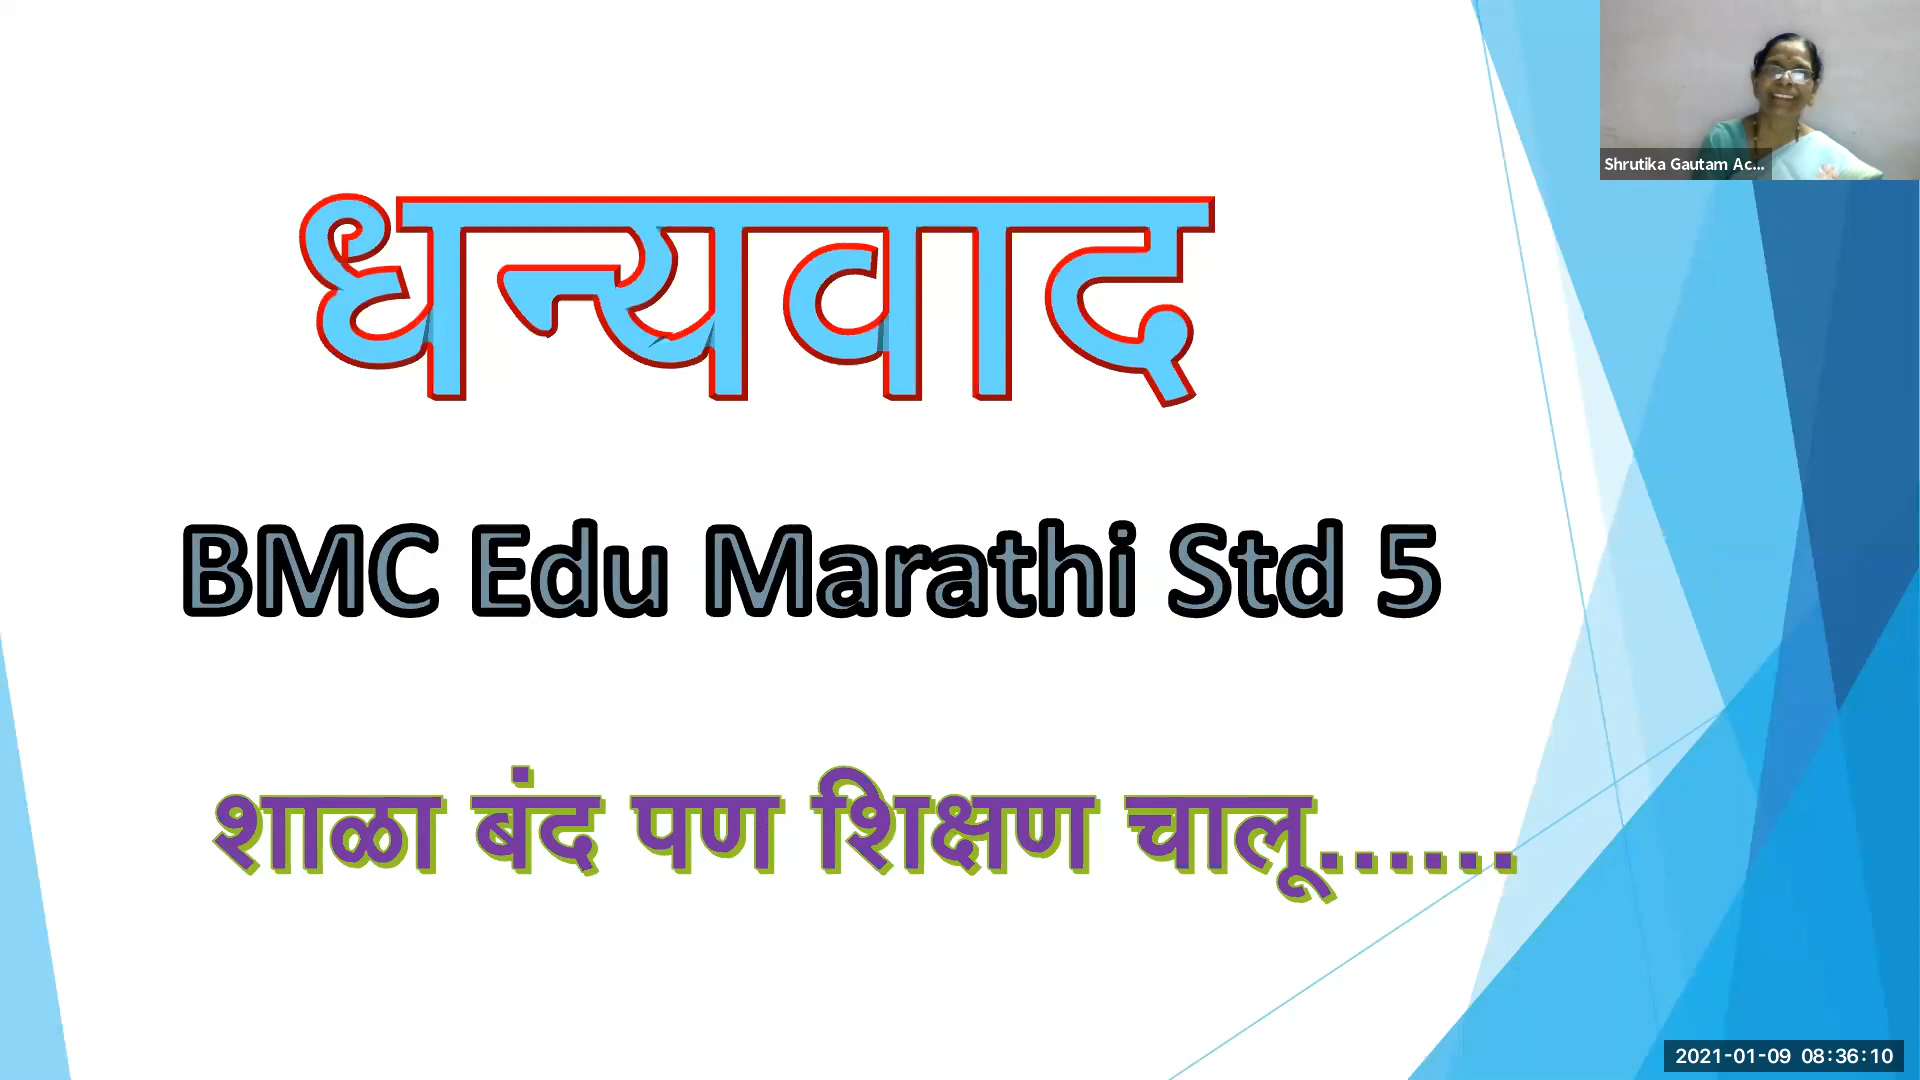 Shrutika Gautam Ac...
धन्यवाद
BMC Edu Marathi Std 5
शाळा बंद पण शिक्षण चालू......
2021-01-09 08:36:10